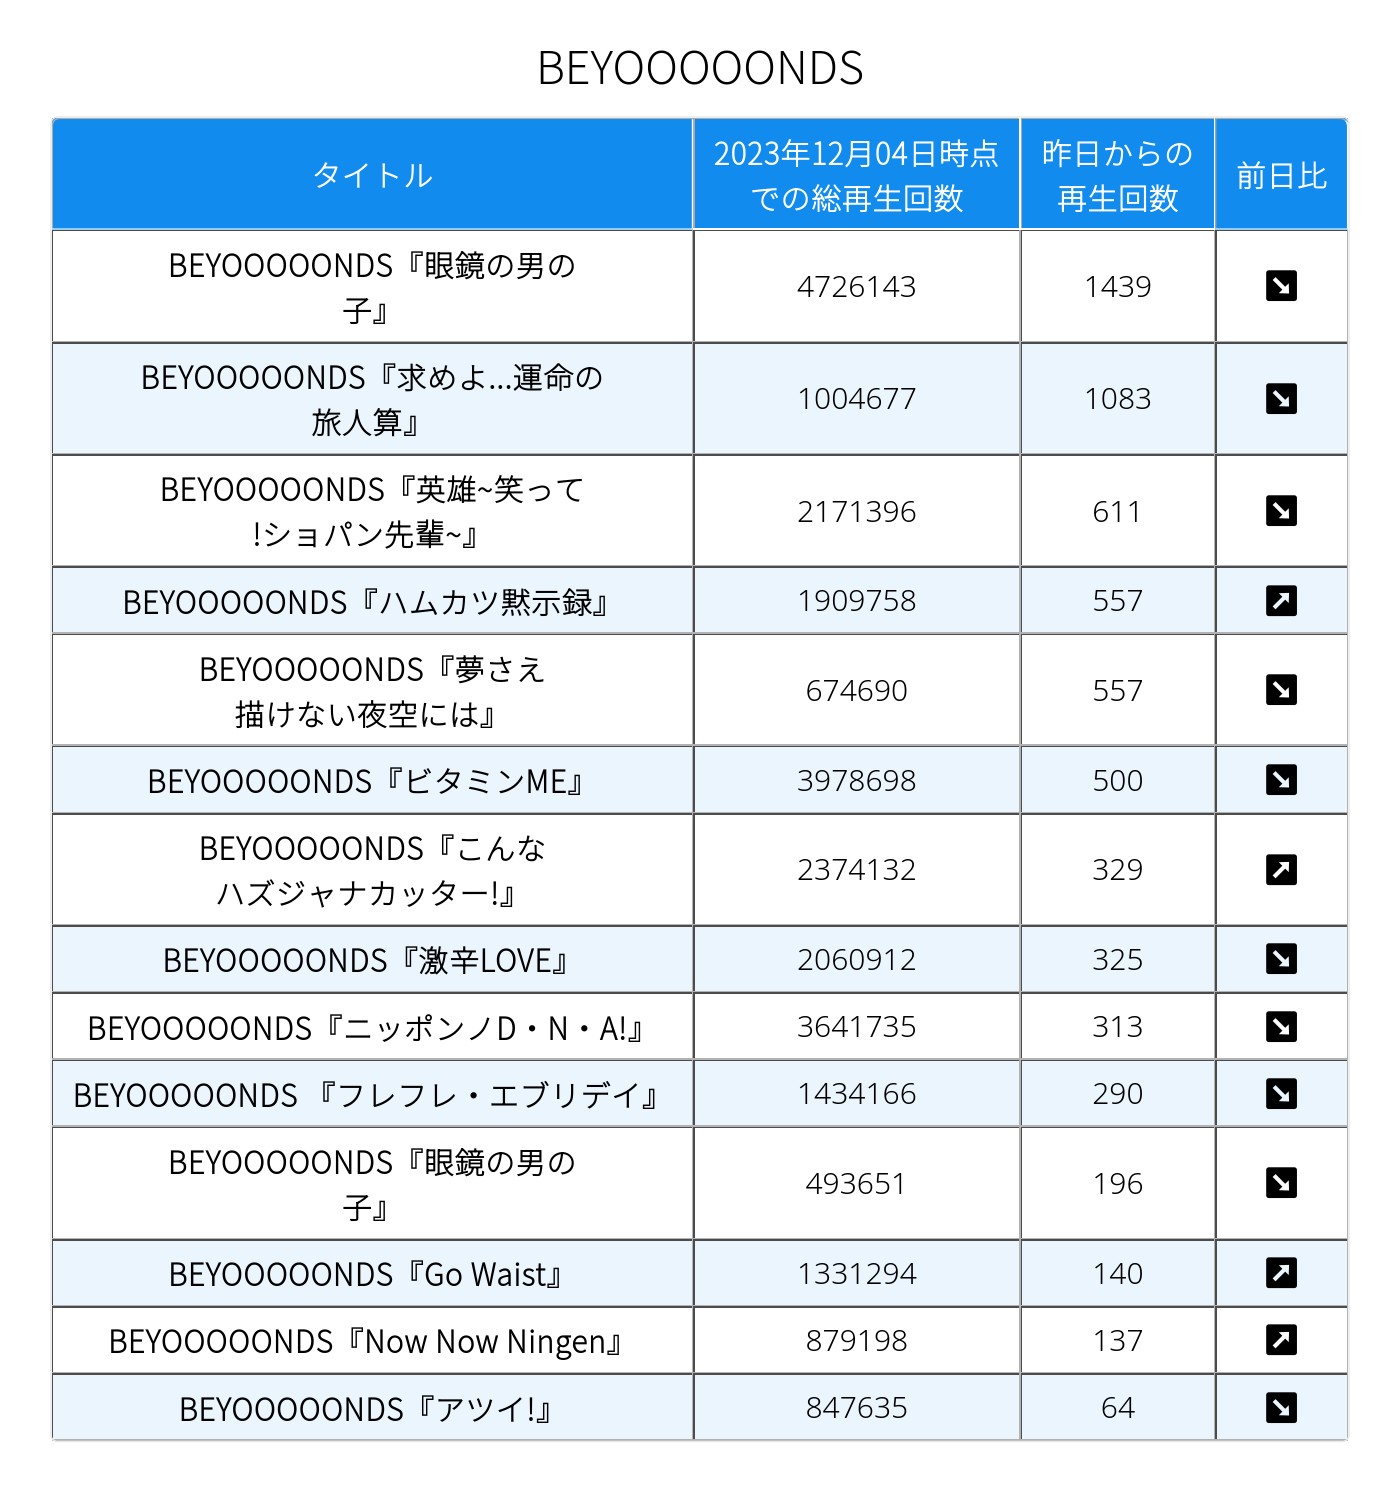 BEYOOOOONDS
タイトル
2023年12月04日時点
での総再生回数
昨日からの
再生回数
前日比
BEYOOOOONDS『眼鏡の男の
子』
4726143
1439
BEYOOOOONDS『求めよ...運命の
旅人算』
1004677
1083
BEYOOOOONDS『英雄~笑って
!ショパン先輩~』
2171396
611
BEYOOOOONDS『ハムカツ黙示録』
1909758
557
BEYOOOOONDS『夢さえ
描けない夜空には』
674690
557
BEYOOOOONDS『ビタミンME』
3978698
500
BEYOOOOONDS『こんな
ハズジャナカッター!』
2374132
329
BEYOOOOONDS『激辛LOVE』
2060912
325
BEYOOOOONDS『ニッポンノD・N・A!』
3641735
313
BEYOOOOONDS 『フレフレ・エブリデイ』
1434166
290
BEYOOOOONDS『眼鏡の男の
子』
493651
196
BEYOOOOONDS『Go Waist』
1331294
140
BEYOOOOONDS『Now Now Ningen』
879198
137
BEYOOOOONDS『アツイ!』
847635
64